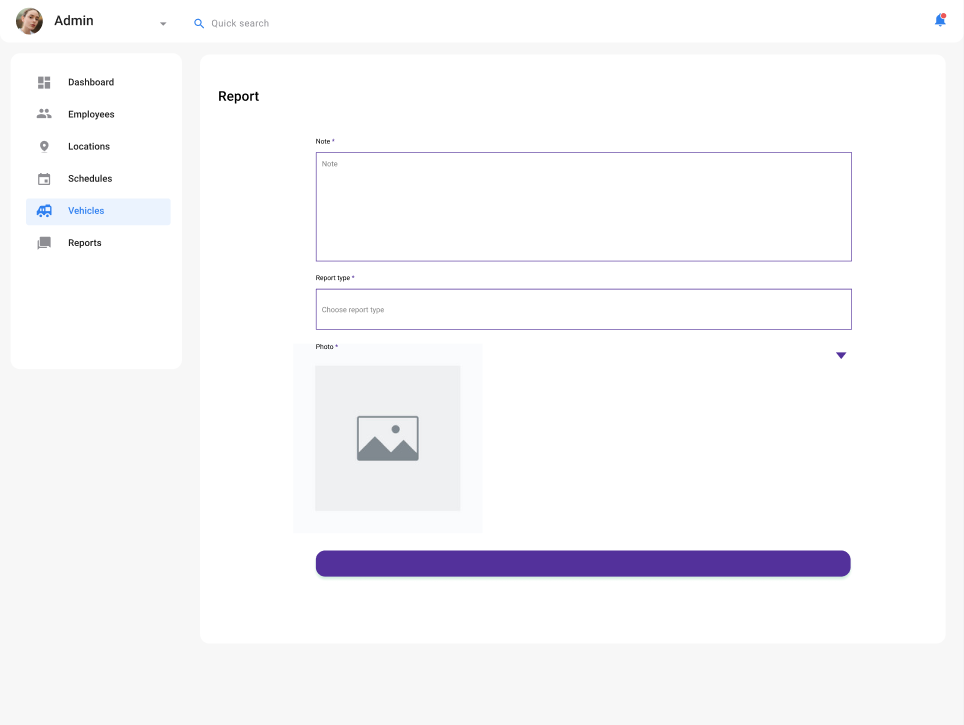 Admin
Quick search
Dashboard
Employees
Locations
Schedules
Vehicles
Reports
Report
Note *
Note
Report type *
Choose report type
Photo *